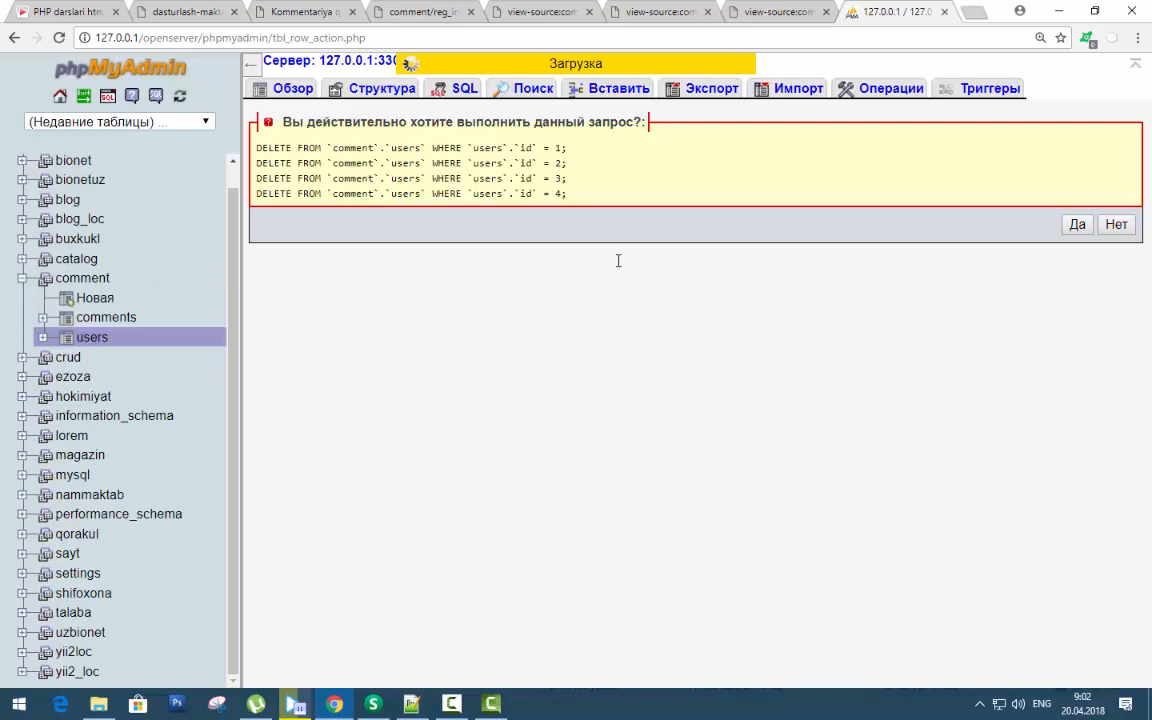 PHP darslari htm
dasturlash-makt
Kommentariya q
comment/reg_in
view-source:com
view-source:com
view-source:com
127.0.0.1 / 127.0
127.0.0.1/openserver/phpmyadmin/tbl_row_action.php
phpMyAdmin
(Недавние таблицы) ...
bionet
bionetuz
blog
blog_loc
buxkukl
catalog
comment
Новая
comments
users
crud
ezoza
hokimiyat
information_schema
lorem
magazin
mysql
nammaktab
performance_schema
qorakul
sayt
settings
shifoxona
talaba
uzbionet
yii2loc
yii2_loc
Сервер: 127.0.0.1:330
Загрузка
Обзор Структура SQL Поиск Вставить Экспорт Импорт Операции Триггеры
Вы действительно хотите выполнить данный запрос?:
DELETE FROM `comment`.`users` WHERE `users`.`id` = 1;
DELETE FROM `comment`.`users` WHERE `users`.`id` = 2;
DELETE FROM `comment`.`users` WHERE `users`.`id` = 3;
DELETE FROM `comment`.`users` WHERE `users`.`id` = 4;
Да Нет
ENG
9:02
20.04.2018